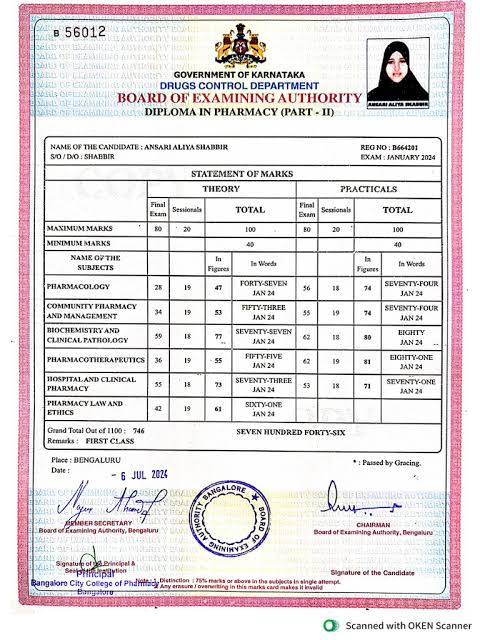 B 56012
GOVERNMENT OF KARNATAKA
DRUGS CONTROL DEPARTMENT
BOARD OF EXAMINING AUTHORITY
DIPLOMA IN PHARMACY (PART - II)
ANSARI ALIYA SHABBIR
NAME OF THE CANDIDATE : ANSARI ALIYA SHABBIR REG NO : B664201
S/O / D/O : SHABBIR EXAM : JANUARY 2024
STATEMENT OF MARKS
THEORY PRACTICALS
Final Exam Sessionals TOTAL Final Exam Sessionals TOTAL
MAXIMUM MARKS 80 20 100 80 20 100
MINIMUM MARKS 40 40
NAME OF THE SUBJECTS In Figures In Words In Figures In Words
PHARMACOLOGY 28 19 47 FORTY-SEVEN JAN 24 56 18 74 SEVENTY-FOUR JAN 24
COMMUNITY PHARMACY AND MANAGEMENT 34 19 53 FIFTY-THREE JAN 24 55 19 74 SEVENTY-FOUR JAN 24
BIOCHEMISTRY AND CLINICAL PATHOLOGY 59 18 77 SEVENTY-SEVEN JAN 24 62 18 80 EIGHTY JAN 24
PHARMACOTHERAPEUTICS 36 19 55 FIFTY-FIVE JAN 24 62 19 81 EIGHTY-ONE JAN 24
HOSPITAL AND CLINICAL PHARMACY 55 18 73 SEVENTY-THREE JAN 24 53 18 71 SEVENTY-ONE JAN 24
PHARMACY LAW AND ETHICS 42 19 61 SIXTY-ONE JAN 24
Grand Total Out of 1100 : 746 SEVEN HUNDRED FORTY-SIX
Remarks : FIRST CLASS
Place : BENGALURU * : Passed by Gracing.
Date :
- 6 JUL 2024
BOARD OF EXAMINING AUTHORITY BANGALORE
MEMBER SECRETARY CHAIRMAN
Board of Examining Authority, Bengaluru Board of Examining Authority, Bengaluru
Signature of the Principal &
Signature of the Candidate
Principal
Bangalore City College of Pharmacy
Bangalore
Note : 1. Distinction : 75% marks or above in the subjects in single attempt.
Any erasure / overwriting in this marks card makes it invalid
Scanned with OKEN Scanner